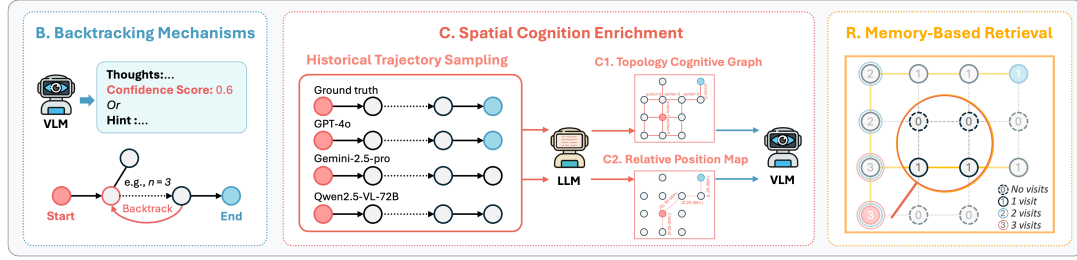 B. Backtracking Mechanisms
VLM
Thoughts:...
Confidence Score: 0.6
Or
Hint :...
e.g., n = 3
Backtrack
Start
End
C. Spatial Cognition Enrichment
Historical Trajectory Sampling
Ground truth
GPT-4o
Gemini-2.5-pro
Qwen2.5-VL-72B
LLM
C1. Topology Cognitive Graph
C2. Relative Position Map
VLM
R. Memory-Based Retrieval
2 1 1 1
2 0 0
3 1 1 1
3 0 0
0 No visits
1 1 visit
2 2 visits
3 3 visits